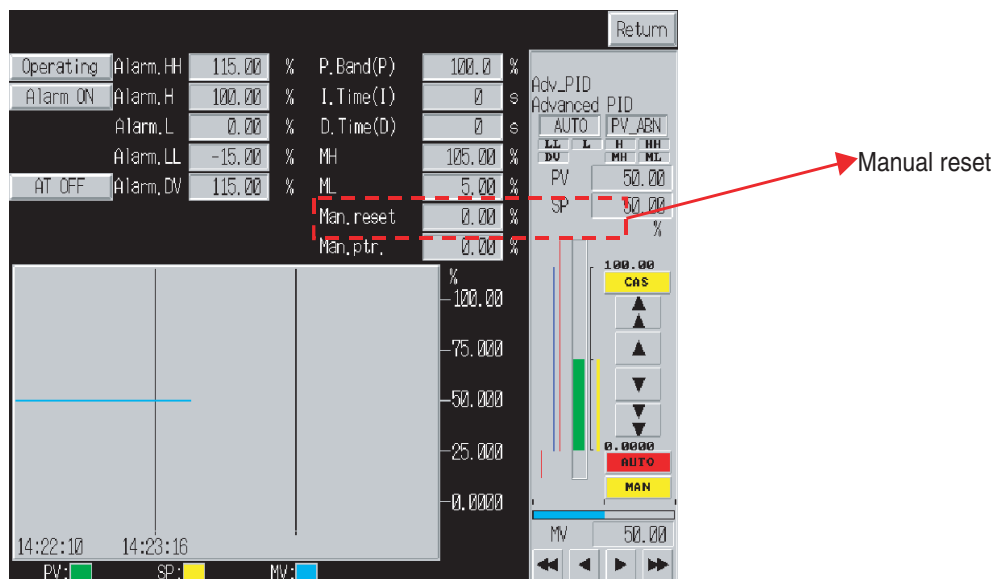 Return
Operating Alarm.HH 115.00 % P.Band(P) 100.0 %
Alarm ON Alarm.H 100.00 % I.Time(I) 0 s
Alarm.L 0.00 % D.Time(D) 0 s
Alarm.LL -15.00 % MH 105.00 %
AT OFF Alarm.DV 115.00 % ML 5.00 %
Man.reset 0.00 %
Man.ptr. 0.00 %
Adv_PID
Advanced PID
AUTO PV_ABN
LL L H HH
DV MH ML
PV 50.00
SP 50.00
%
Manual reset
100.00
CAS
0.0000
AUTO
MAN
MV 50.00
%
100.00
75.000
50.000
25.000
0.0000
14:22:10 14:23:16
PV: SP: MV: